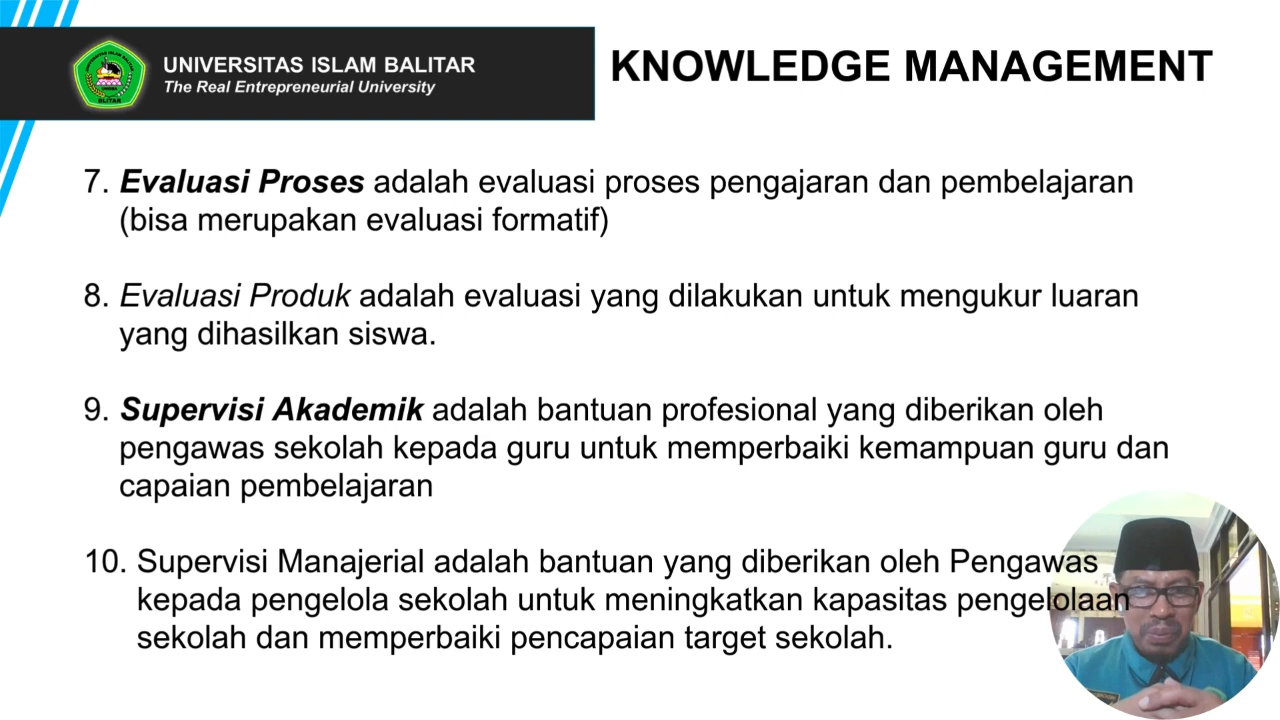 UNIVERSITAS ISLAM BALITAR
The Real Entrepreneurial University
KNOWLEDGE MANAGEMENT
7. Evaluasi Proses adalah evaluasi proses pengajaran dan pembelajaran
(bisa merupakan evaluasi formatif)
8. Evaluasi Produk adalah evaluasi yang dilakukan untuk mengukur luaran
yang dihasilkan siswa.
9. Supervisi Akademik adalah bantuan profesional yang diberikan oleh
pengawas sekolah kepada guru untuk memperbaiki kemampuan guru dan
capaian pembelajaran
10. Supervisi Manajerial adalah bantuan yang diberikan oleh Pengawas
kepada pengelola sekolah untuk meningkatkan kapasitas pengelolaan
sekolah dan memperbaiki pencapaian target sekolah.